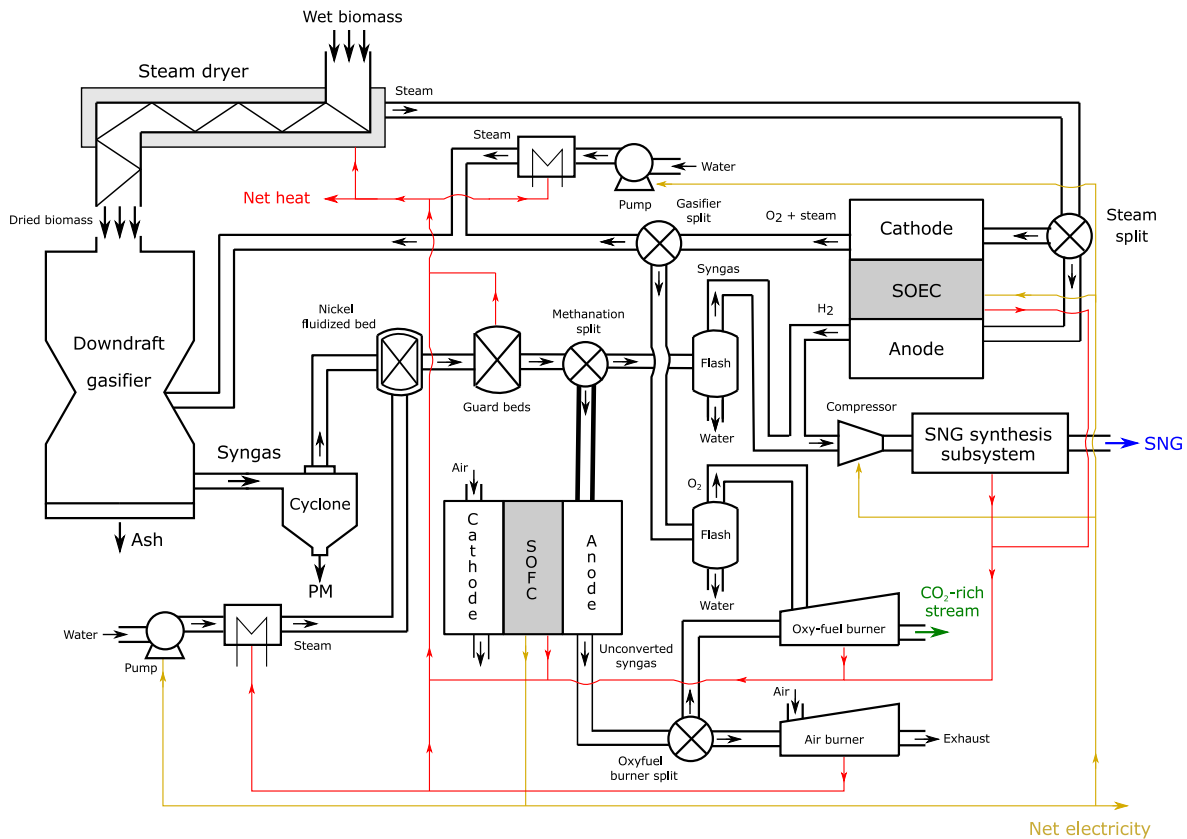 Wet biomass
Steam dryer
Steam
Steam
Water
Pump
Net heat
Gasifier
split
O2 + steam
Cathode
Steam
split
Dried biomass
SOEC
Syngas
H2
Anode
Nickel
fluidized bed
Methanation
split
Flash
Downdraft
gasifier
Guard beds
Compressor
Water
SNG synthesis
subsystem
SNG
Syngas
Air
O2
Cyclone
Cathode
SOFC
Anode
Flash
Ash
PM
Water
CO2-rich
stream
Water
Pump
Steam
Unconverted
syngas
Oxy-fuel burner
Air
Air burner
Exhaust
Oxyfuel
burner split
Net electricity